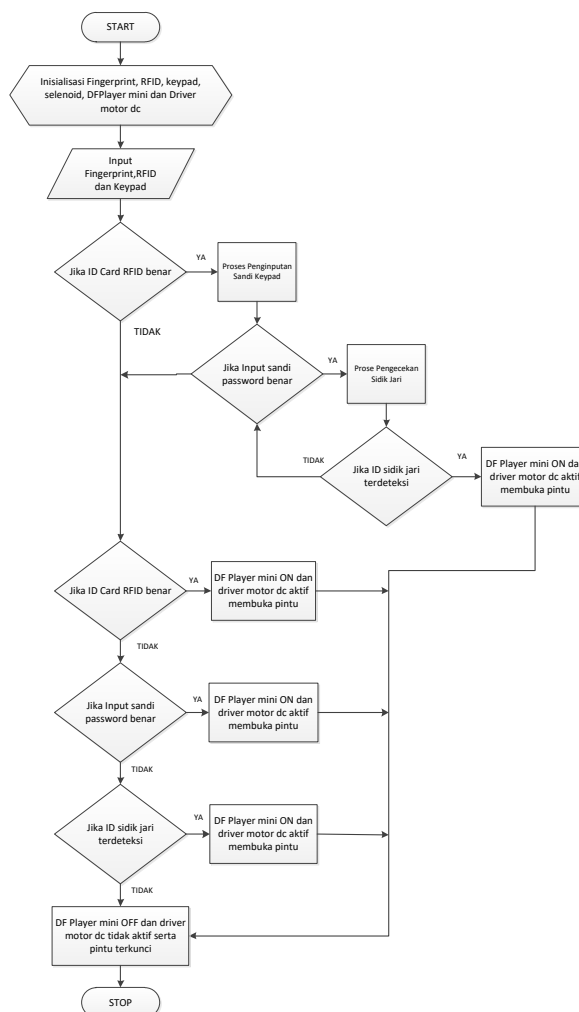 START
Inisialisasi Fingerprint, RFID, keypad,
selenoid, DFPlayer mini dan Driver
motor dc
Input
Fingerprint,RFID
dan Keypad
Jika ID Card RFID benar
YA
Proses Penginputan
Sandi Keypad
TIDAK
Jika Input sandi
password benar
YA
Prose Pengecekan
Sidik Jari
TIDAK
Jika ID sidik jari
terdeteksi
YA
DF Player mini ON dan
driver motor dc aktif
membuka pintu
Jika ID Card RFID benar
YA
DF Player mini ON dan
driver motor dc aktif
membuka pintu
TIDAK
Jika Input sandi
password benar
YA
DF Player mini ON dan
driver motor dc aktif
membuka pintu
TIDAK
Jika ID sidik jari
terdeteksi
YA
DF Player mini ON dan
driver motor dc aktif
membuka pintu
TIDAK
DF Player mini OFF dan driver
motor dc tidak aktif serta
pintu terkunci
STOP